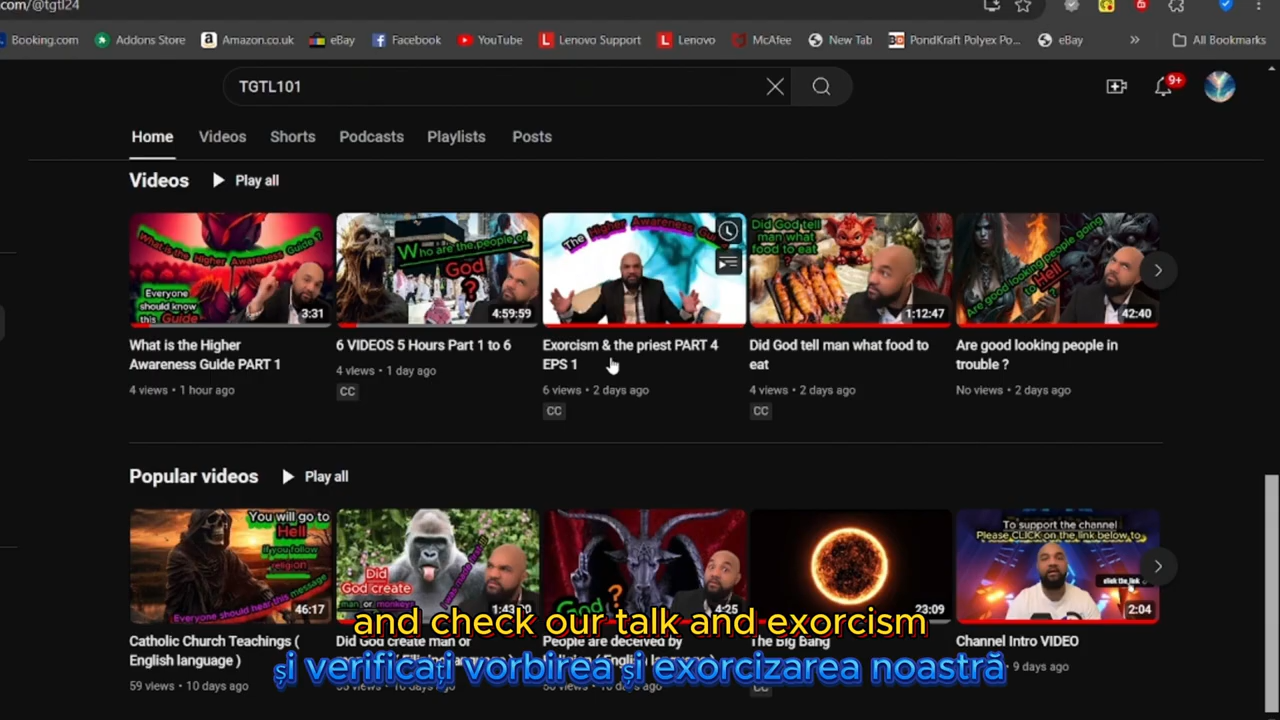 com/@tgtl24
Booking.com Addons Store Amazon.co.uk eBay Facebook YouTube Lenovo Support Lenovo McAfee New Tab PondKraft Polyex Po... eBay » All Bookmarks
TGTL101
9+
Home Videos Shorts Podcasts Playlists Posts
Videos Play all
What is the Higher Awareness Guide ?
Everyone
should know
this Guide
3:31
Who are the people of
God
?
4:59:59
The Higher Awareness Gu
Did God tell
man what
food to
eat
?
1:12:47
Are good looking people going
to Hell
?
42:40
What is the Higher
Awareness Guide PART 1
4 views • 1 hour ago
6 VIDEOS 5 Hours Part 1 to 6
4 views • 1 day ago
CC
Exorcism & the priest PART 4
EPS 1
6 views • 2 days ago
CC
Did God tell man what food to
eat
4 views • 2 days ago
CC
Are good looking people in
trouble ?
No views • 2 days ago
Popular videos Play all
You will go to
Hell
if you follow
religion
Everyone should hear this message
46:17
Did
God create
man or monkeys
1:43:00
God ?
4:25
23:09
To support the channel
Please CLICK on the link below to
click the link
2:04
Catholic Church Teachings (
English language )
59 views • 10 days ago
Did God create man or
People are deceived by
The Big Bang
CC
Channel Intro VIDEO
• 9 days ago
and check our talk and exorcism
și verificați vorbirea și exorcizarea noastră